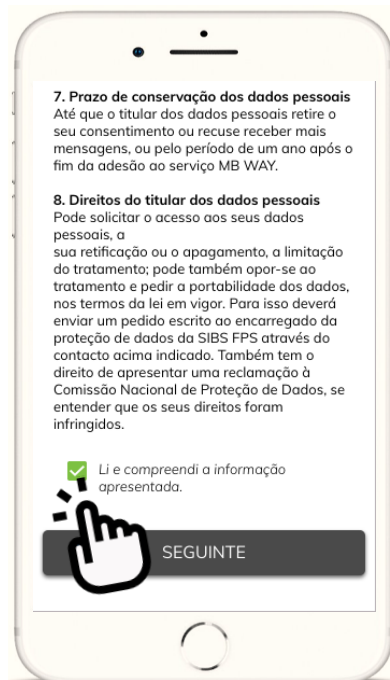 7. Prazo de conservação dos dados pessoais
Até que o titular dos dados pessoais retire o
seu consentimento ou recuse receber mais
mensagens, ou pelo período de um ano após o
fim da adesão ao serviço MB WAY.
8. Direitos do titular dos dados pessoais
Pode solicitar o acesso aos seus dados
pessoais, a
sua retificação ou o apagamento, a limitação
do tratamento; pode também opor-se ao
tratamento e pedir a portabilidade dos dados,
nos termos da lei em vigor. Para isso deverá
enviar um pedido escrito ao encarregado da
proteção de dados da SIBS FPS através do
contacto acima indicado. Também tem o
direito de apresentar uma reclamação à
Comissão Nacional de Proteção de Dados, se
entender que os seus direitos foram
infringidos.
Li e compreendi a informação
apresentada.
SEGUINTE